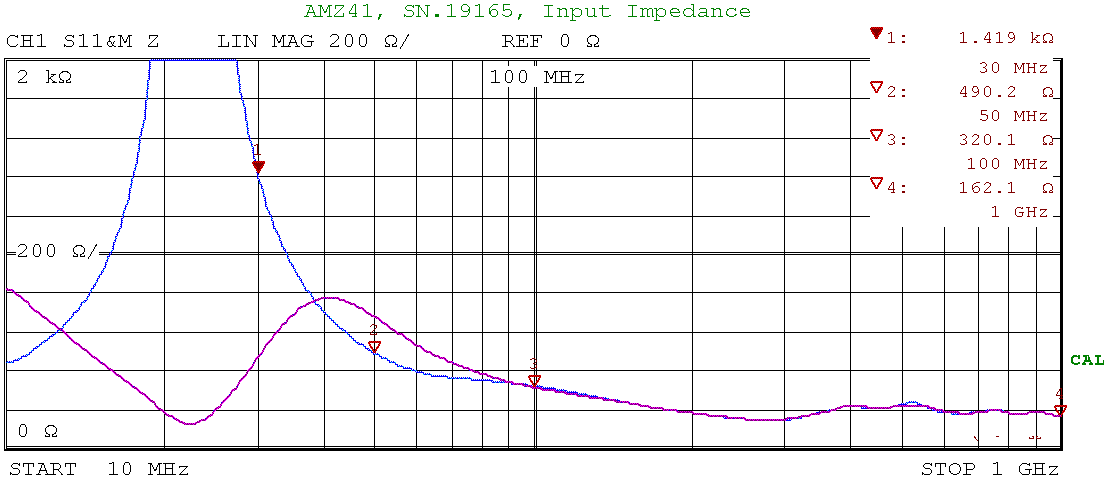 AMZ41, SN.19165, Input Impedance
CH1 S11&M Z LIN MAG 200 Ω/ REF 0 Ω
1: 1.419 kΩ
30 MHz
2: 490.2 Ω
50 MHz
3: 320.1 Ω
100 MHz
4: 162.1 Ω
1 GHz
2 kΩ
100 MHz
1
200 Ω/
2
3
4
CAL
0 Ω
START 10 MHz STOP 1 GHz